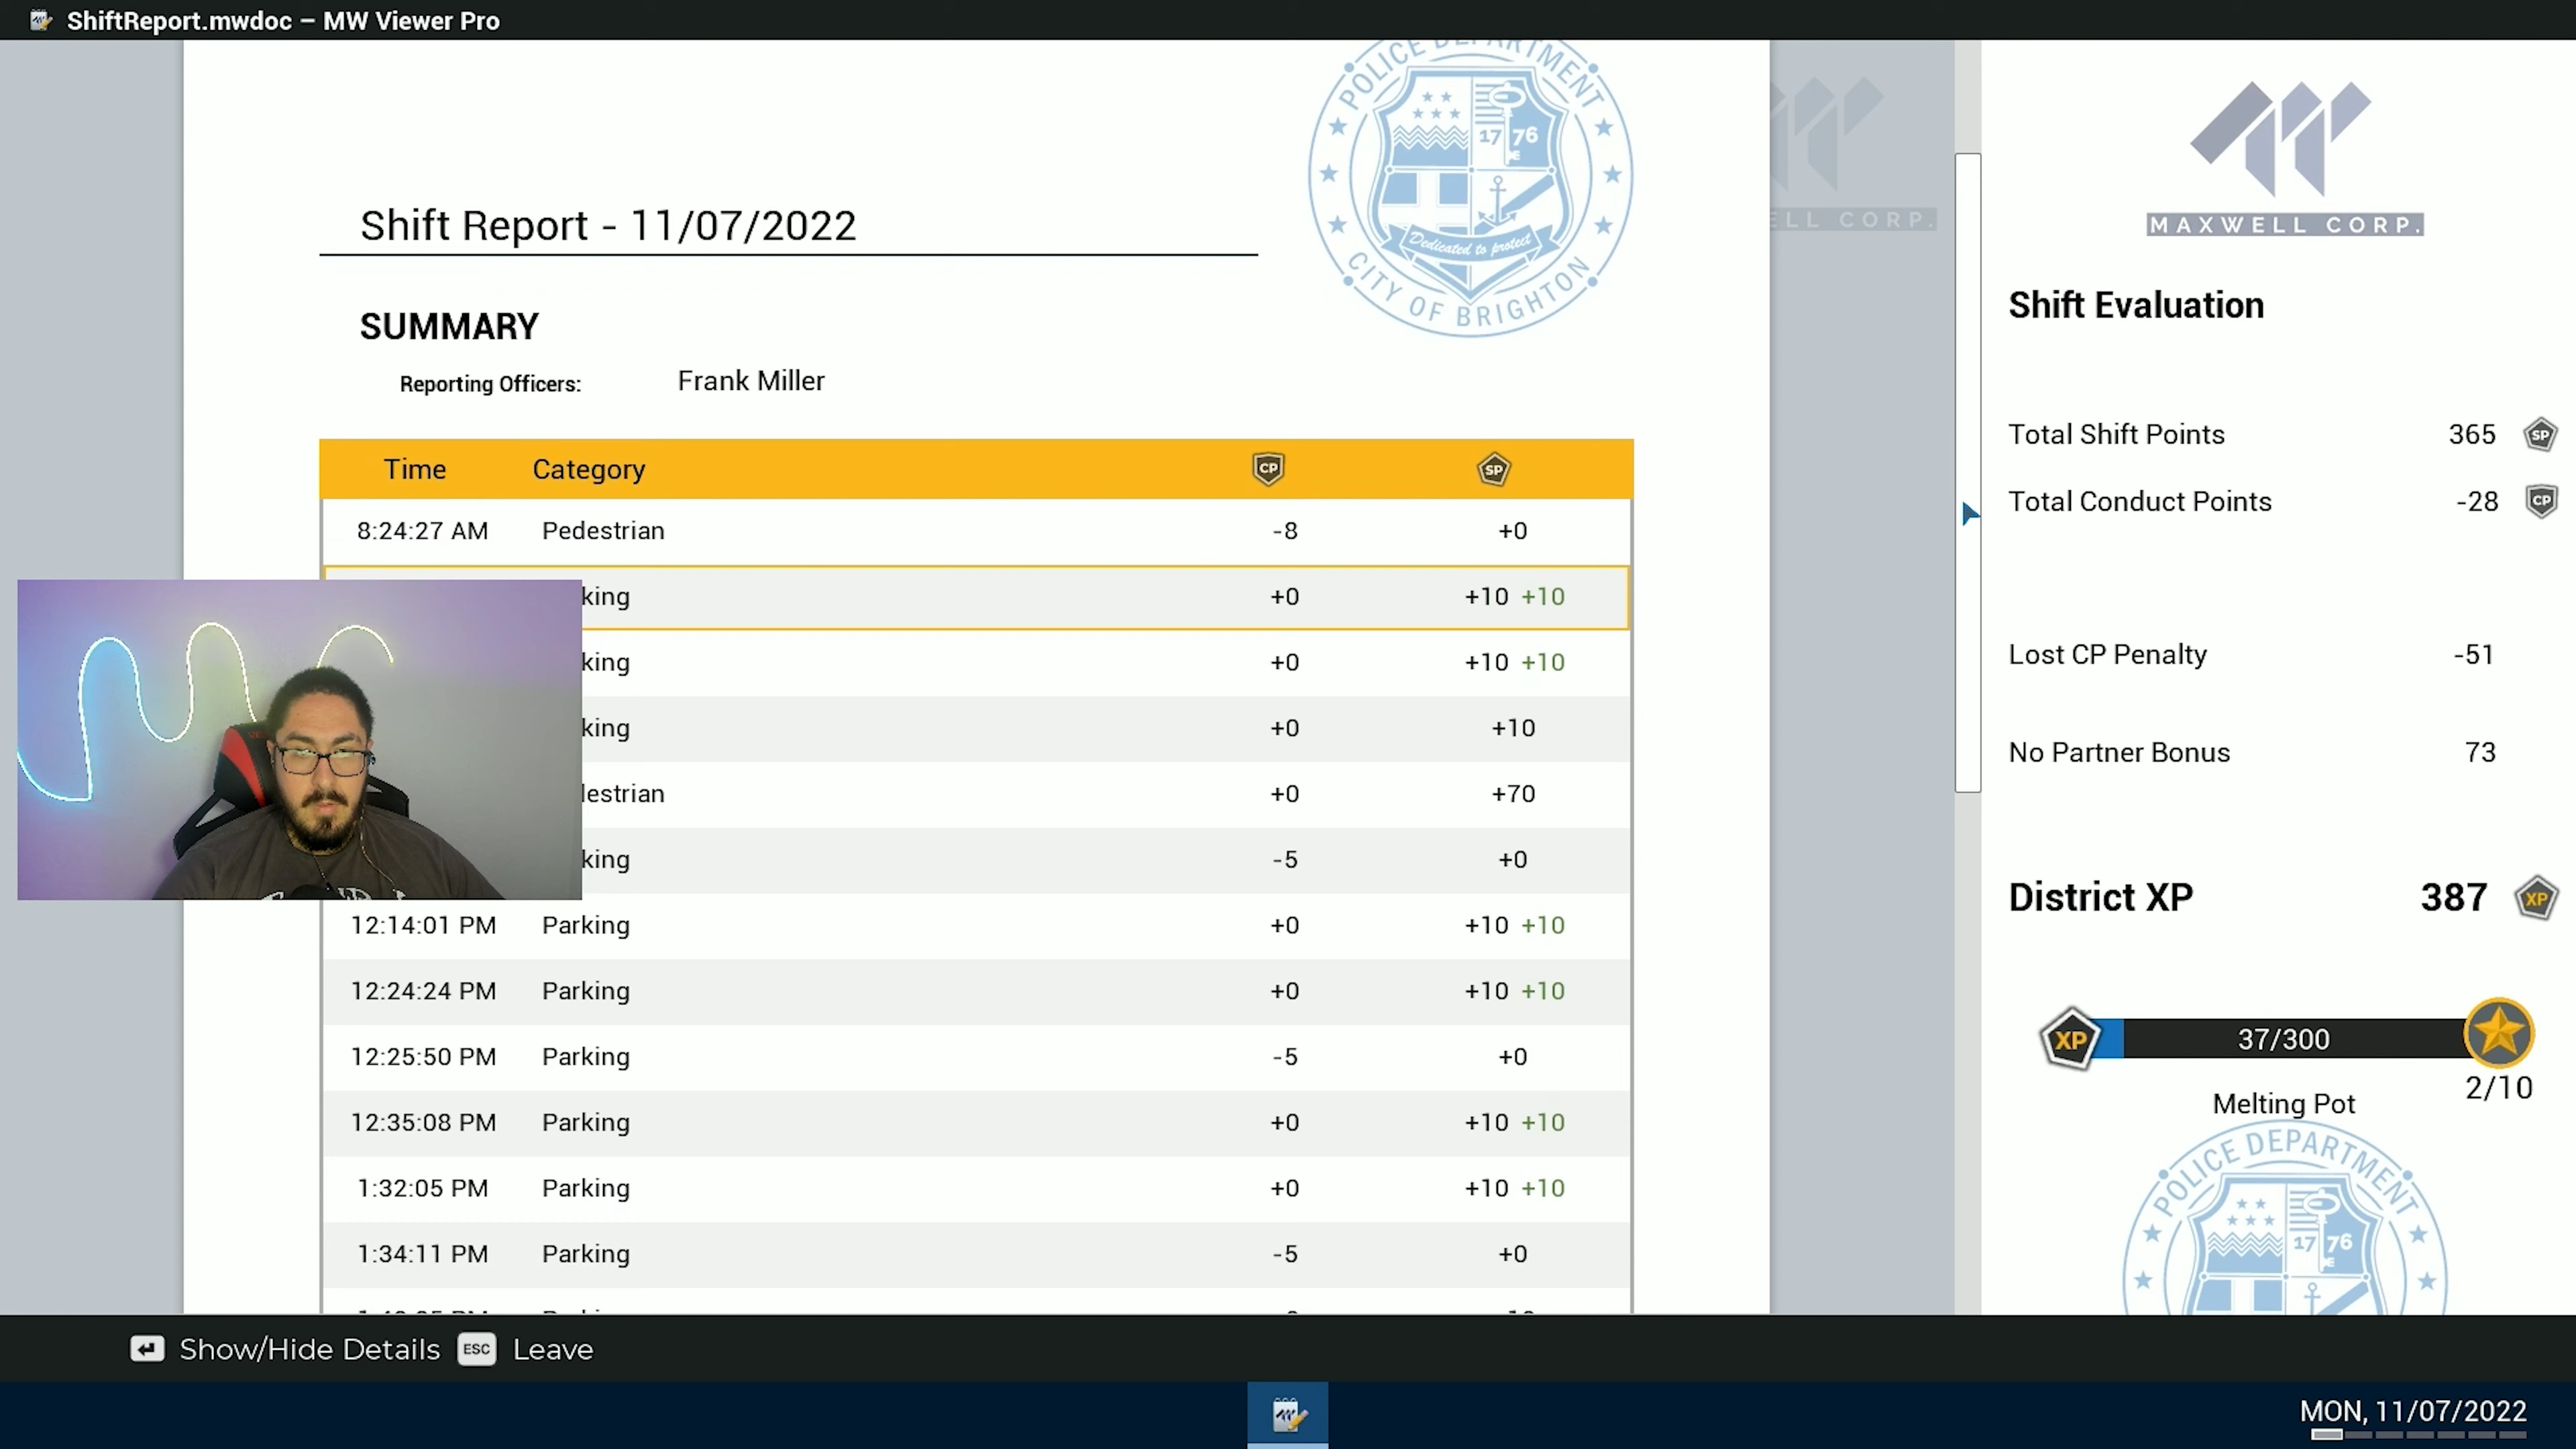 ShiftReport.mwdoc – MW Viewer Pro
POLICE DEPARTMENT
17 76
Dedicated to protect
CITY OF BRIGHTON
Shift Report - 11/07/2022
SUMMARY
Reporting Officers: Frank Miller
Time Category CP SP
8:24:27 AM Pedestrian -8 +0
king +0 +10 +10
king +0 +10 +10
king +0 +10
destrian +0 +70
king -5 +0
12:14:01 PM Parking +0 +10 +10
12:24:24 PM Parking +0 +10 +10
12:25:50 PM Parking -5 +0
12:35:08 PM Parking +0 +10 +10
1:32:05 PM Parking +0 +10 +10
1:34:11 PM Parking -5 +0
ELL CORP.
MAXWELL CORP.
Shift Evaluation
Total Shift Points 365 SP
Total Conduct Points -28 CP
Lost CP Penalty -51
No Partner Bonus 73
District XP 387 XP
XP 37/300
2/10
Melting Pot
POLICE DEPARTMENT
17 76
Show/Hide Details ESC Leave
MON, 11/07/2022